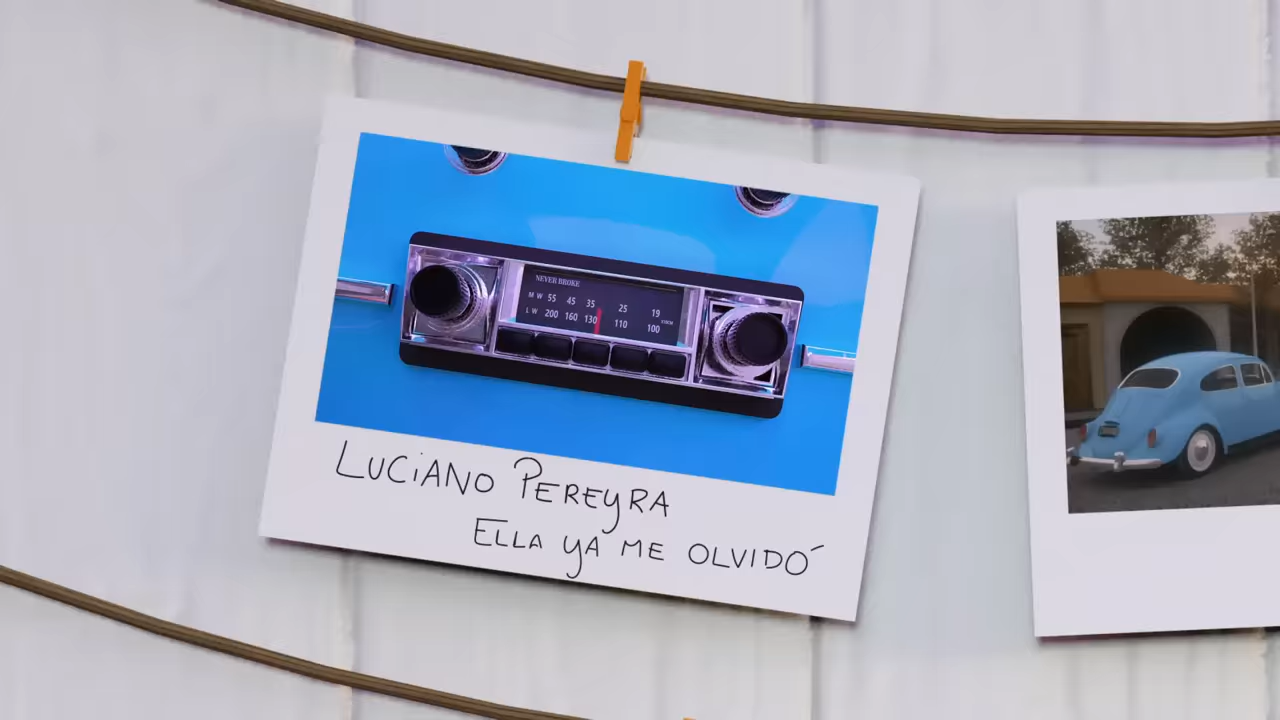 NEVER BROKE
MW 55 45 35 25 19
LW 200 160 130 110 100
LUCIANO PEREYRA
ELLA YA ME OLVIDÓ